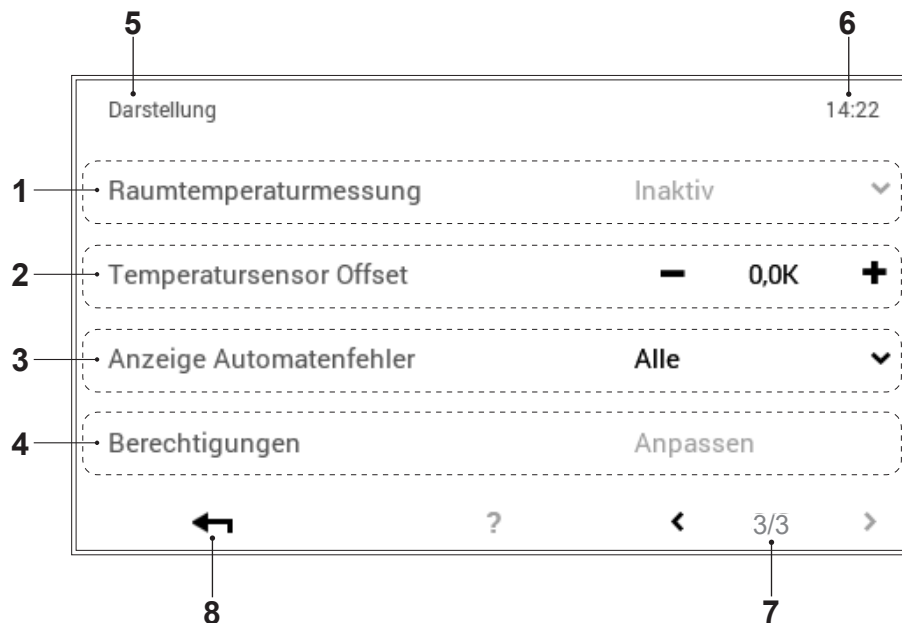 5 6
Darstellung 14:22
1 Raumtemperaturmessung Inaktiv
2 Temperatursensor Offset − 0,0K +
3 Anzeige Automatenfehler Alle
4 Berechtigungen Anpassen
? < 3/3 >
8 7